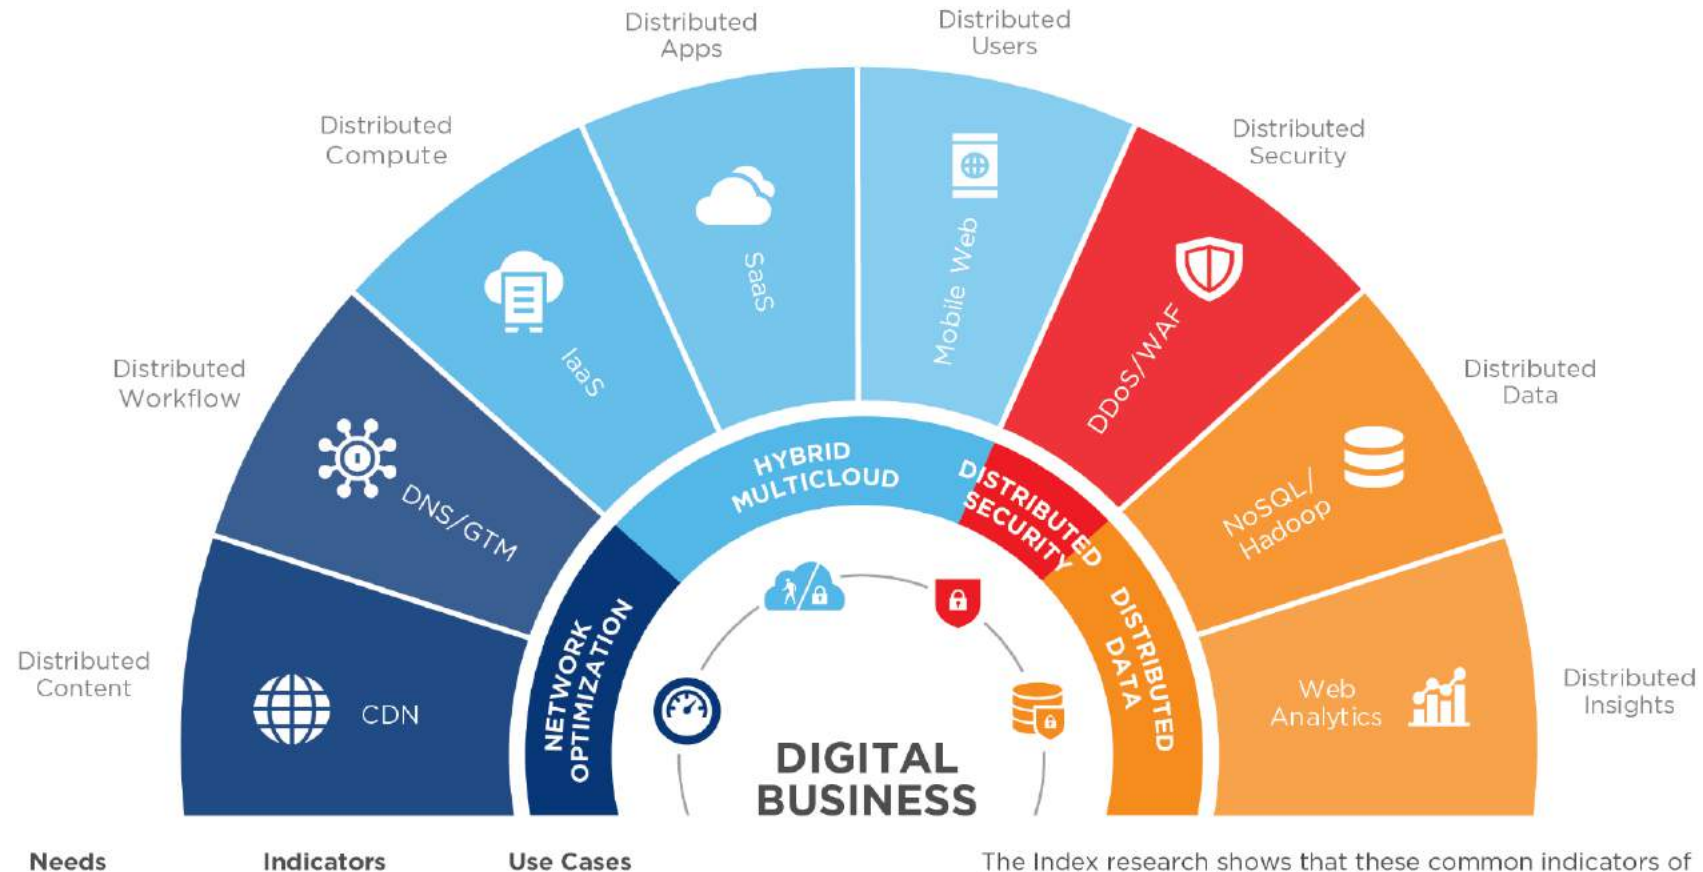 Distributed
Apps
Distributed
Users
Distributed
Compute
Distributed
Security
Distributed
Workflow
Distributed
Data
Distributed
Content
Distributed
Insights
CDN
DNS/GTM
IaaS
SaaS
Mobile Web
DDoS/WAF
NoSQL/
Hadoop
Web
Analytics
NETWORK
OPTIMIZATION
HYBRID
MULTICLOUD
DISTRIBUTED
SECURITY
DISTRIBUTED
DATA
DIGITAL
BUSINESS
Needs
Indicators
Use Cases
The Index research shows that these common indicators of